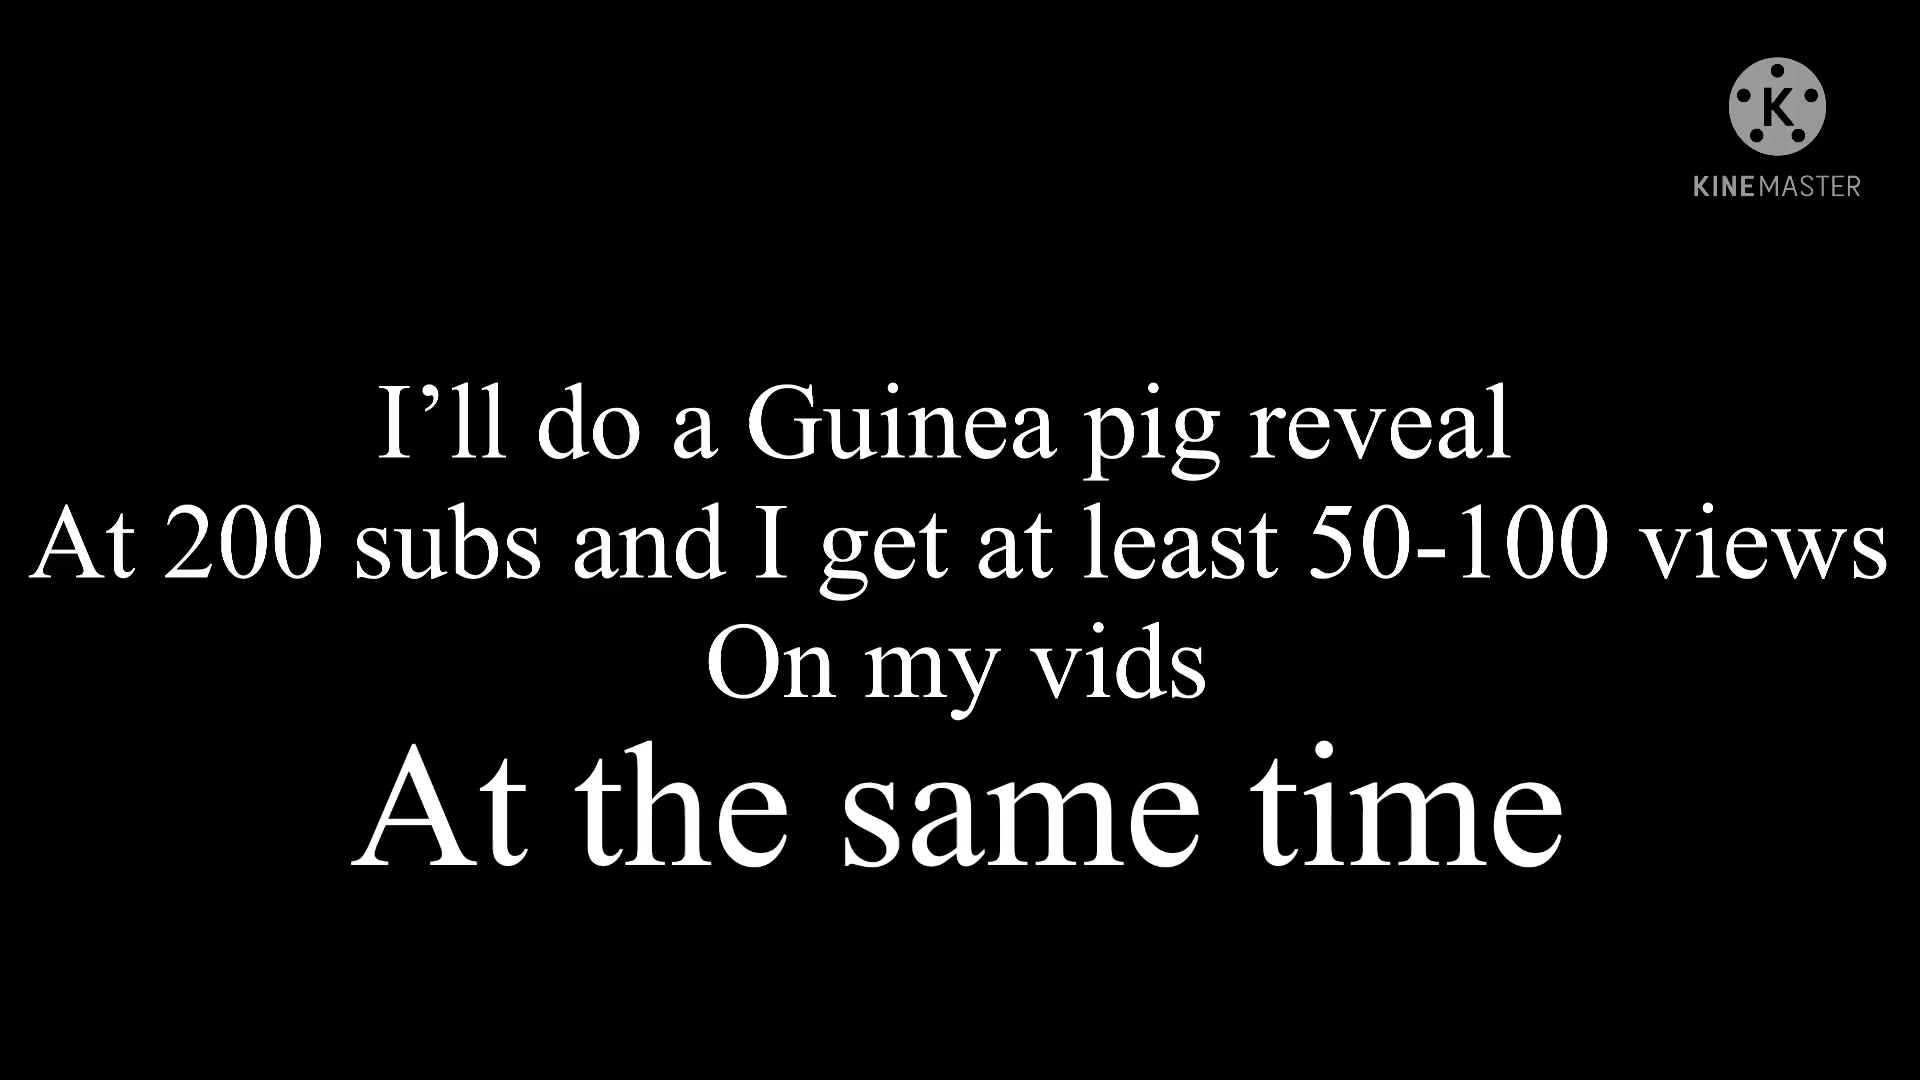 K
KINEMASTER
I’ll do a Guinea pig reveal
At 200 subs and I get at least 50-100 views
On my vids
At the same time